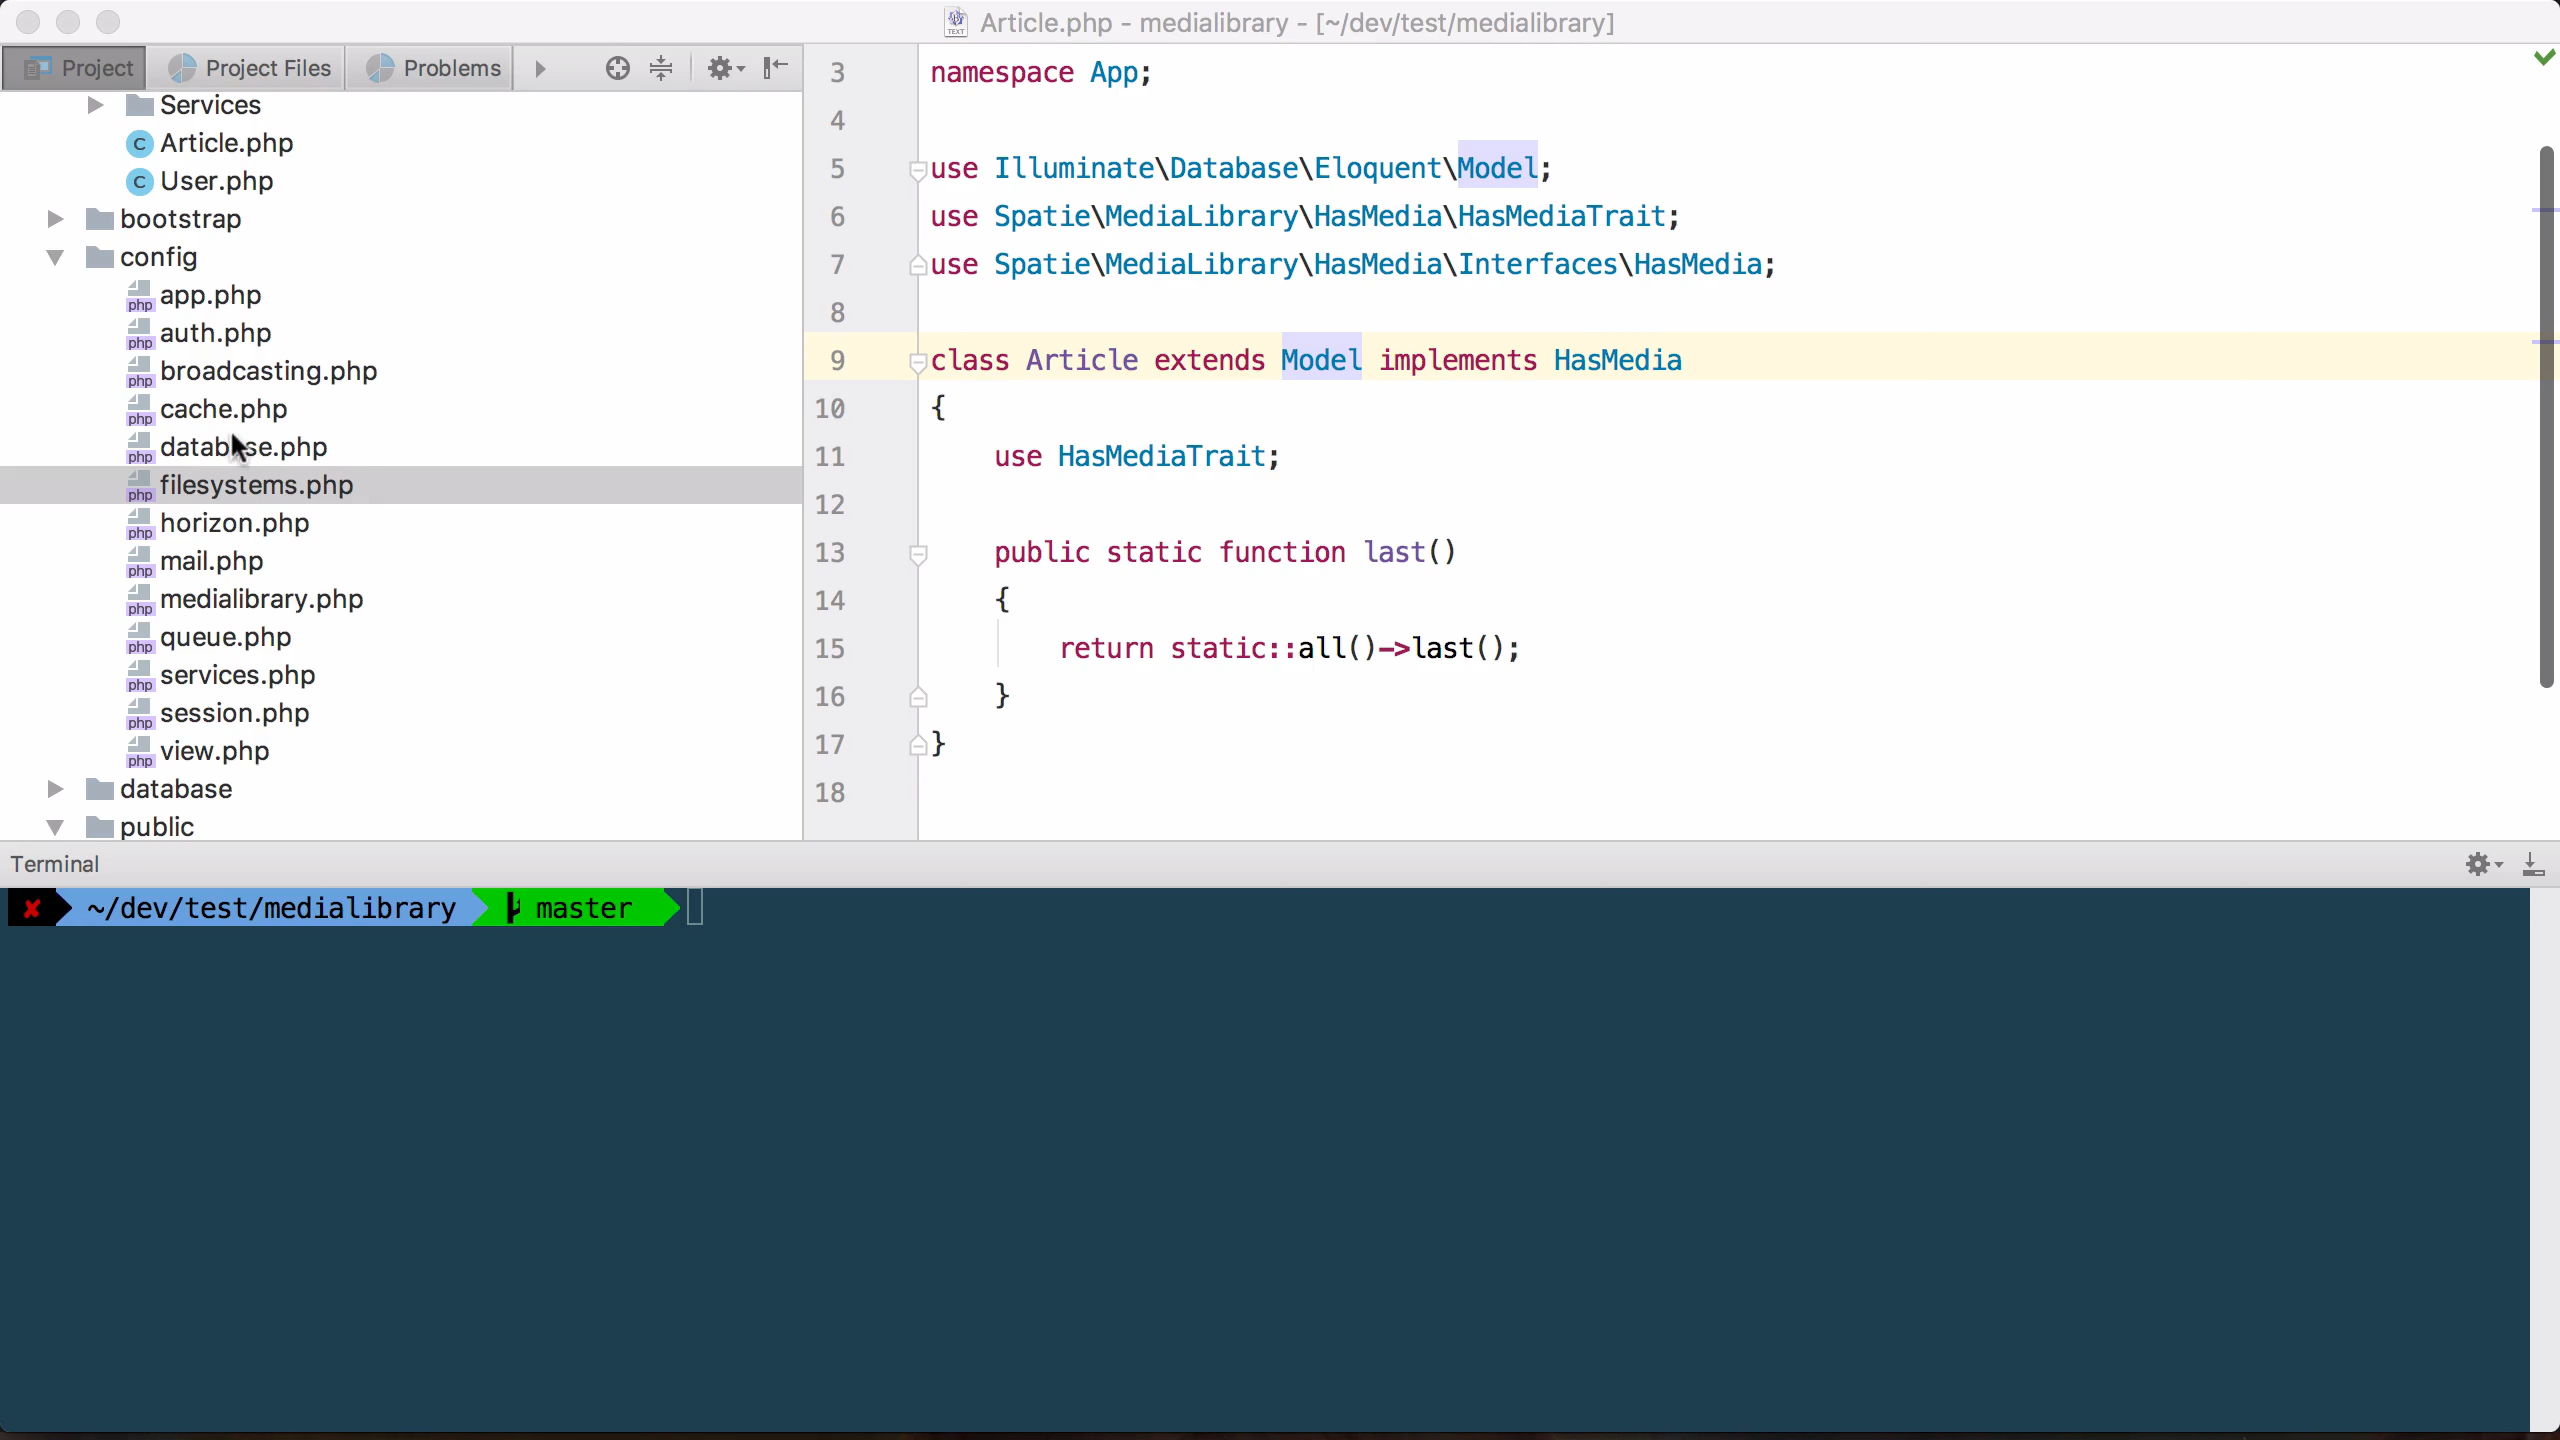 Article.php - medialibrary - [~/dev/test/medialibrary]
Project
Project Files
Problems
Services
Article.php
User.php
bootstrap
config
app.php
auth.php
broadcasting.php
cache.php
database.php
filesystems.php
horizon.php
mail.php
medialibrary.php
queue.php
services.php
session.php
view.php
database
public
3 namespace App;
4
5 use Illuminate\Database\Eloquent\Model;
6 use Spatie\MediaLibrary\HasMedia\HasMediaTrait;
7 use Spatie\MediaLibrary\HasMedia\Interfaces\HasMedia;
8
9 class Article extends Model implements HasMedia
10 {
11 use HasMediaTrait;
12
13 public static function last()
14 {
15 return static::all()->last();
16 }
17 }
18
Terminal
✘ ~/dev/test/medialibrary master